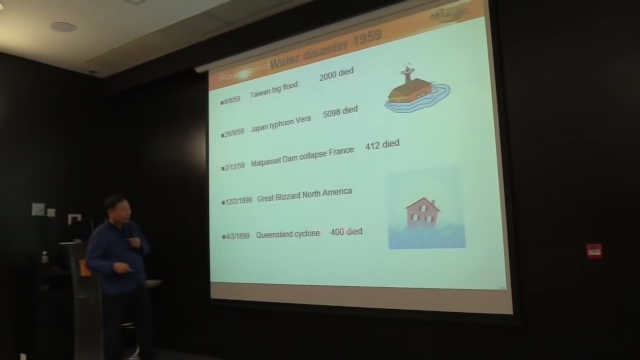 Water disaster 1959
8/8/59 Taiwan big flood 2000 died
26/9/59 Japan typhoon Vera 5098 died
2/12/59 Matpasset Dam collapse France 412 died
12/2/1899 Great Blizzard North America
4/3/1899 Queensland cyclone 400 died